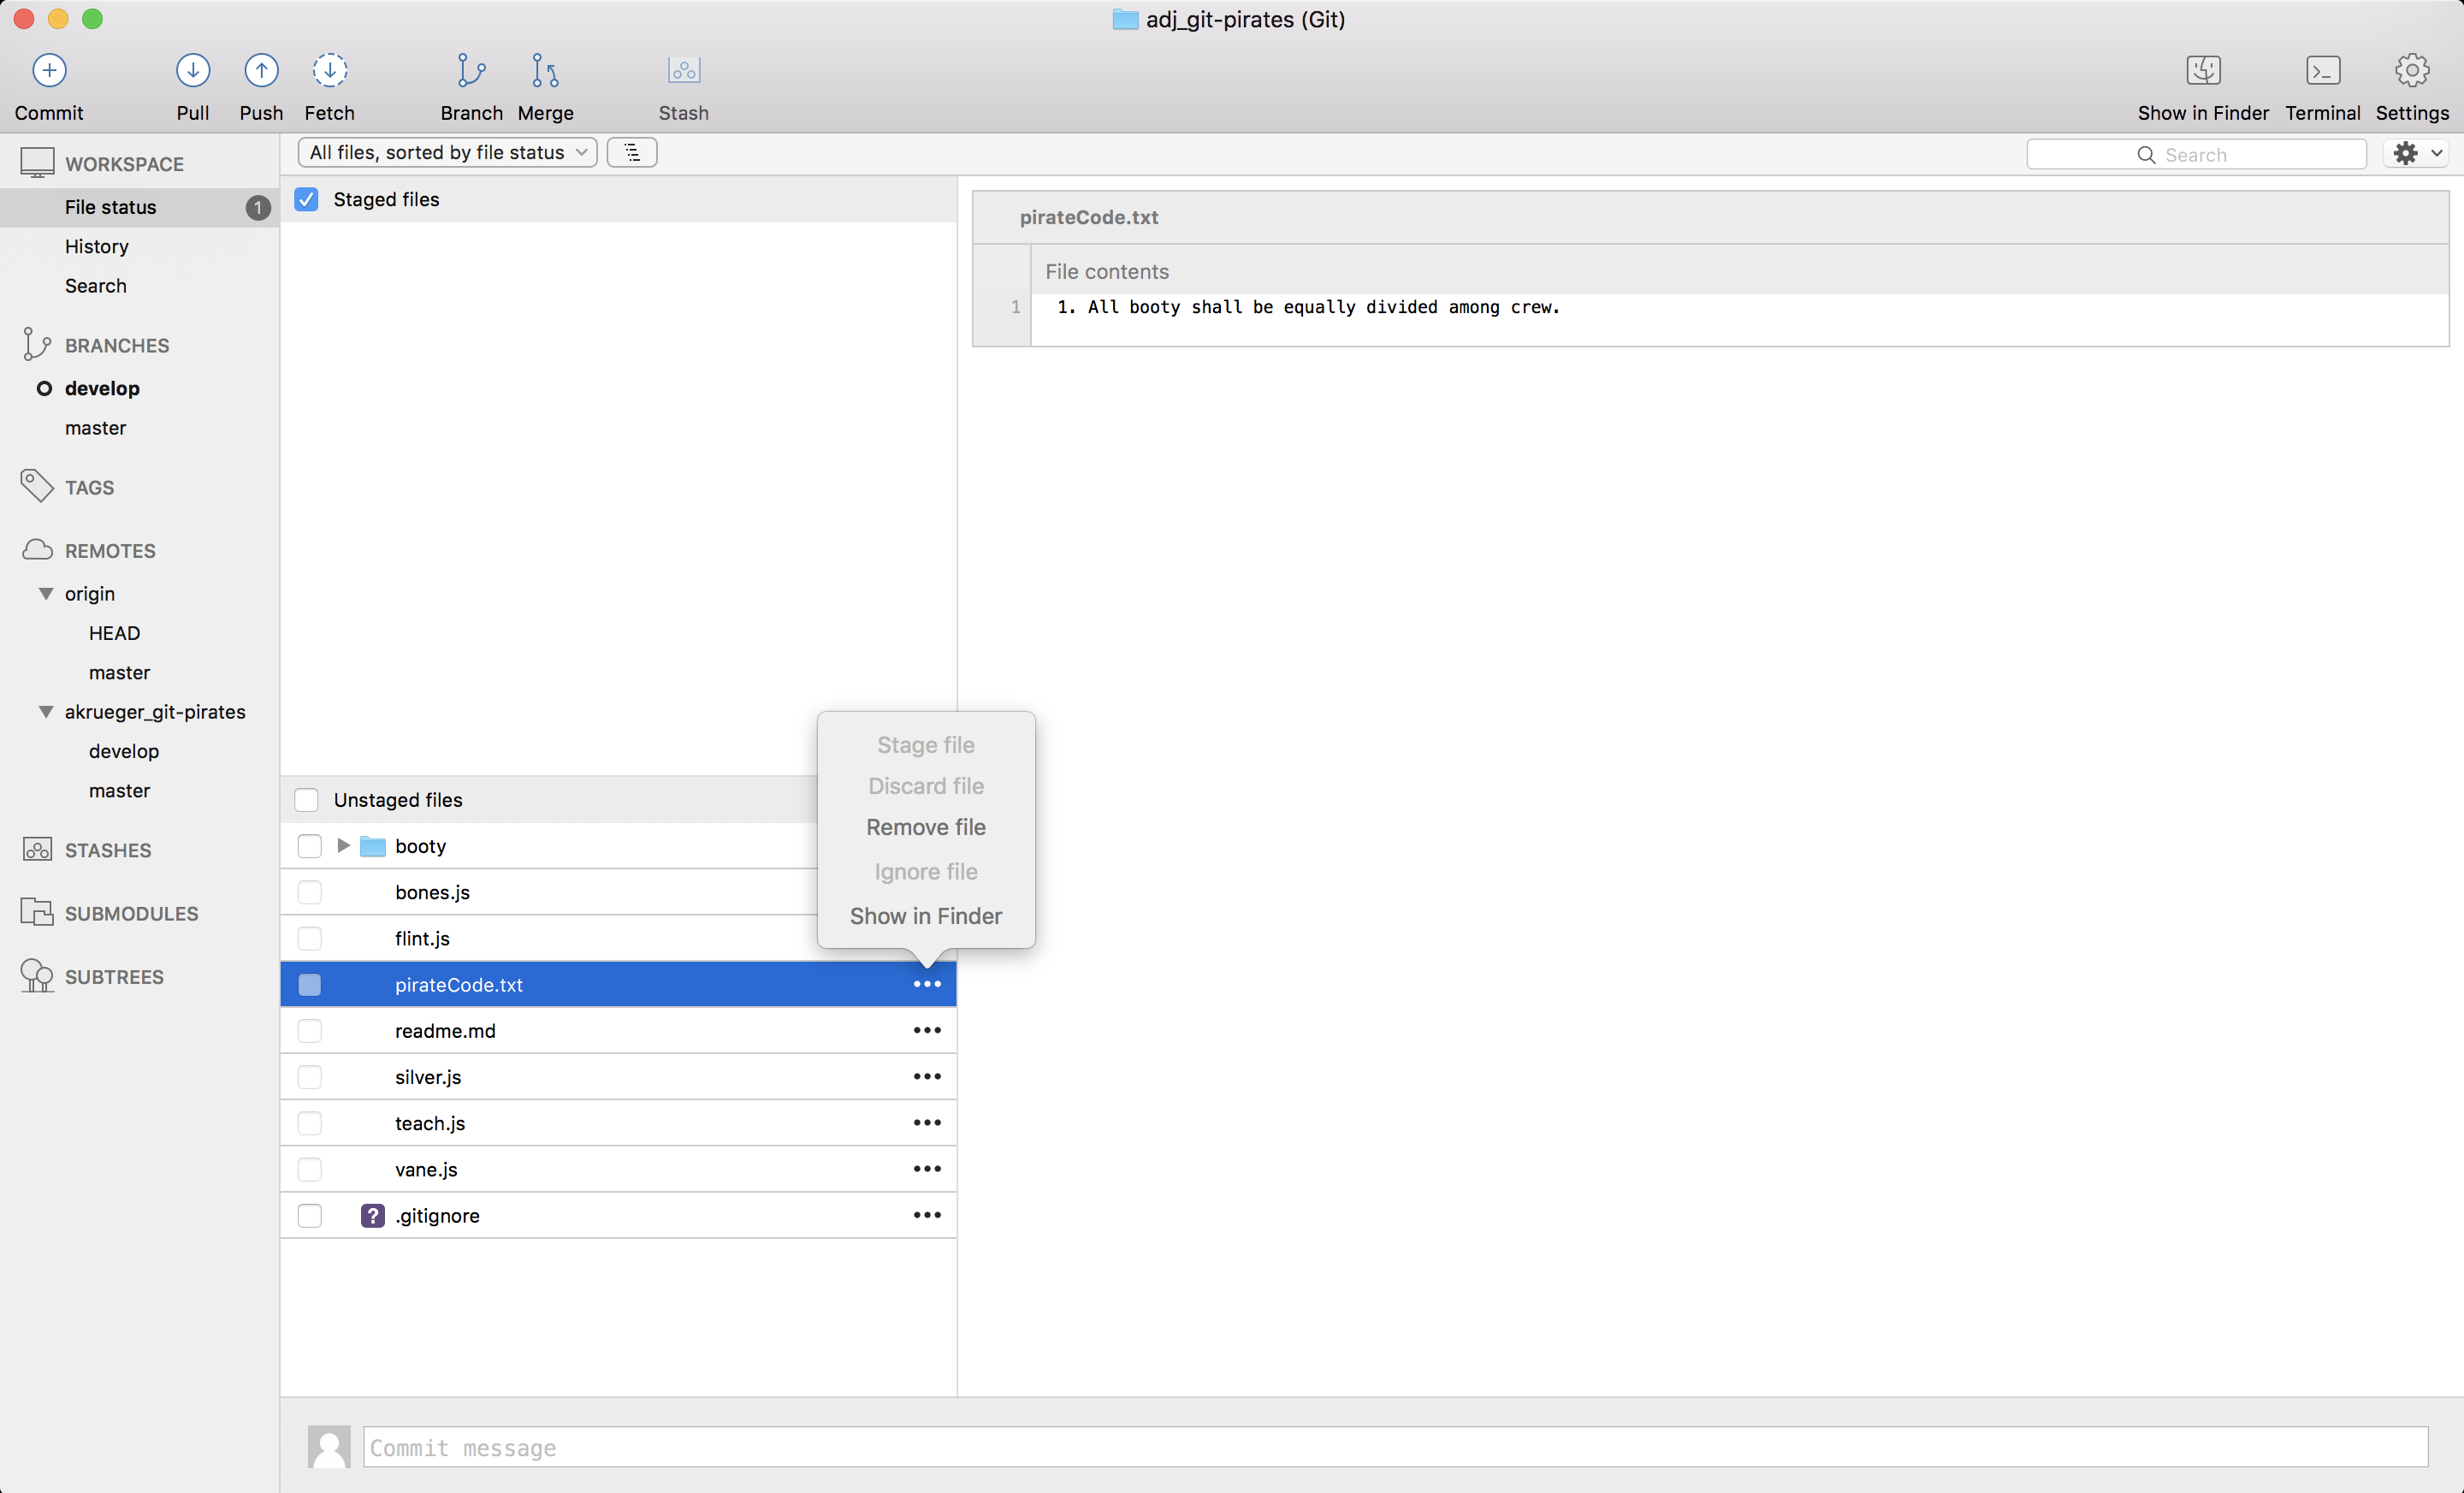 adj_git-pirates (Git)
Commit Pull Push Fetch Branch Merge Stash Show in Finder Terminal Settings
WORKSPACE
File status 1
History
Search
BRANCHES
develop
master
TAGS
REMOTES
origin
HEAD
master
akrueger_git-pirates
develop
master
STASHES
SUBMODULES
SUBTREES
All files, sorted by file status
Search
Staged files
Unstaged files
booty
bones.js
flint.js
pirateCode.txt
readme.md
silver.js
teach.js
vane.js
? .gitignore
Stage file
Discard file
Remove file
Ignore file
Show in Finder
pirateCode.txt
File contents
1 1. All booty shall be equally divided among crew.
Commit message